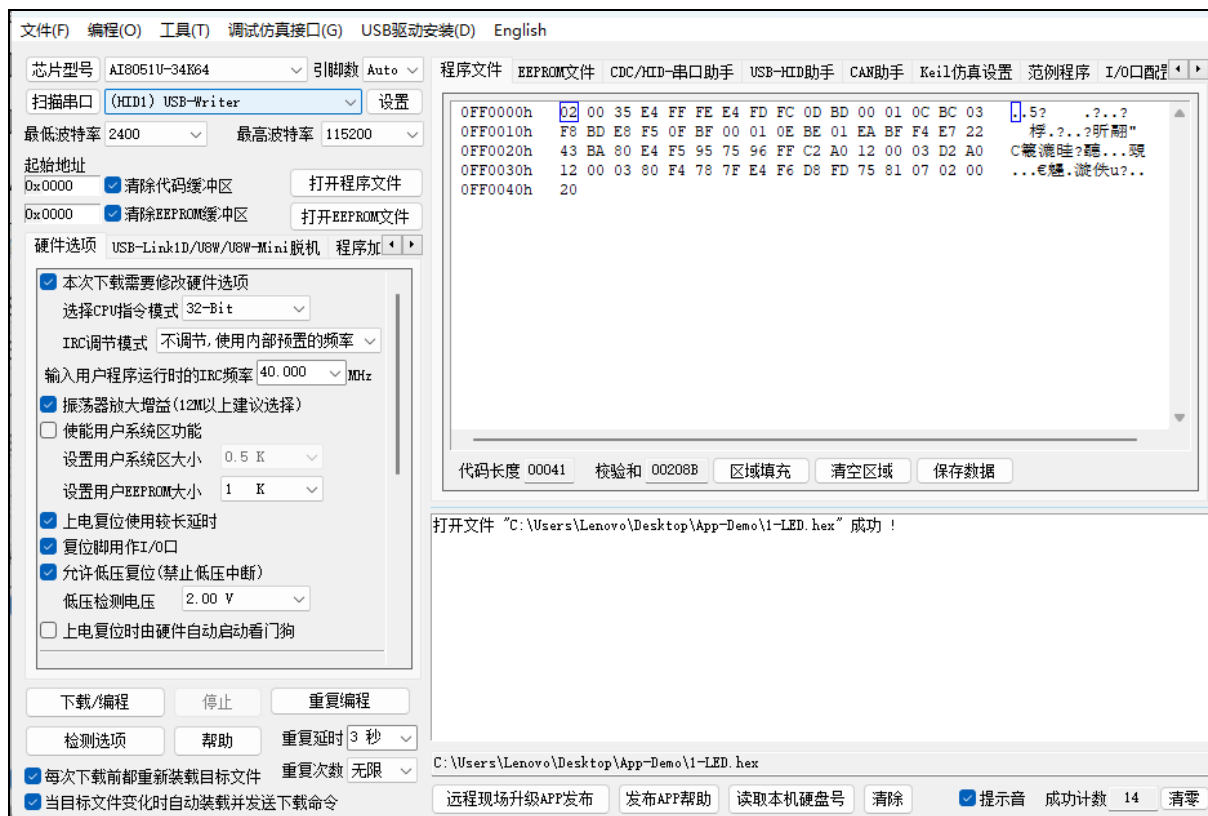 文件(F) 编程(O) 工具(T) 调试仿真接口(G) USB驱动安装(D) English
芯片型号 AI8051U-34K64 引脚数 Auto
扫描串口 (HID1) USB-Writer 设置
最低波特率 2400 最高波特率 115200
起始地址
0x0000 清除代码缓冲区 打开程序文件
0x0000 清除EEPROM缓冲区 打开EEPROM文件
硬件选项 USB-Link1D/U8W/U8W-Mini脱机 程序加
本次下载需要修改硬件选项
选择CPU指令模式 32-Bit
IRC调节模式 不调节,使用内部预置的频率
输入用户程序运行时的IRC频率 40.000 MHz
振荡器放大增益(12M以上建议选择)
使能用户系统区功能
设置用户系统区大小 0.5 K
设置用户EEPROM大小 1 K
上电复位使用较长延时
复位脚用作I/O口
允许低压复位(禁止低压中断)
低压检测电压 2.00 V
上电复位时由硬件自动启动看门狗
下载/编程 停止 重复编程
检测选项 帮助 重复延时 3 秒
每次下载前都重新装载目标文件 重复次数 无限
当目标文件变化时自动装载并发送下载命令
程序文件 EEPROM文件 CDC/HID-串口助手 USB-HID助手 CAN助手 Keil仿真设置 范例程序 I/O口配
0FF0000h 02 00 35 E4 FF FE E4 FD FC 0D BD 00 01 0C BC 03 ..5? .?..?
0FF0010h F8 BD E8 F5 0F BF 00 01 0E BE 01 EA BF F4 E7 22 桴.?..?昕翮"
0FF0020h 43 BA 80 E4 F5 95 75 96 FF C2 A0 12 00 03 D2 A0
0FF0030h 12 00 03 80 F4 78 7F E4 F6 D8 FD 75 81 07 02 00
0FF0040h 20
代码长度 00041 校验和 00208B 区域填充 清空区域 保存数据
打开文件 "C:\Users\Lenovo\Desktop\App-Demo\1-LED.hex" 成功 !
C:\Users\Lenovo\Desktop\App-Demo\1-LED.hex
远程现场升级APP发布 发布APP帮助 读取本机硬盘号 清除 提示音 成功计数 14 清零